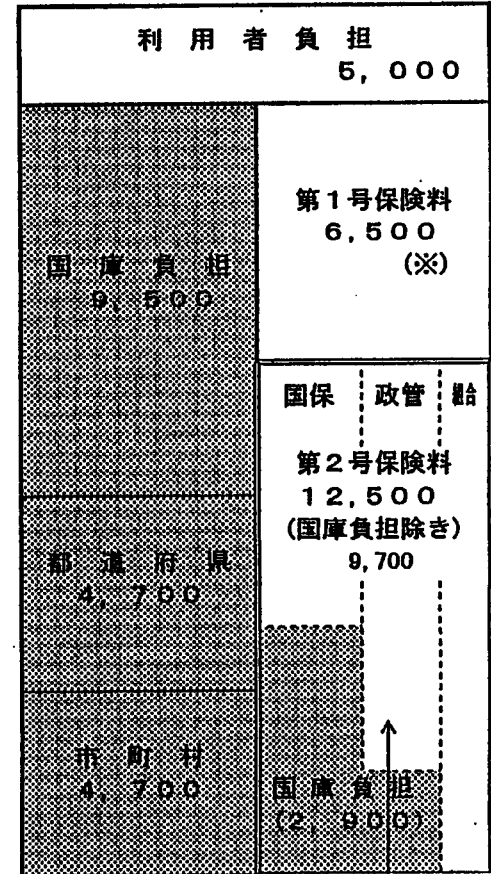 利用者負担
5,000
国庫負担
9,500
都道府県
4,700
市町村
4,700
第1号保険料
6,500
(※)
国保 政管 組合
第2号保険料
12,500
(国庫負担除き)
9,700
国庫負担
(2,900)